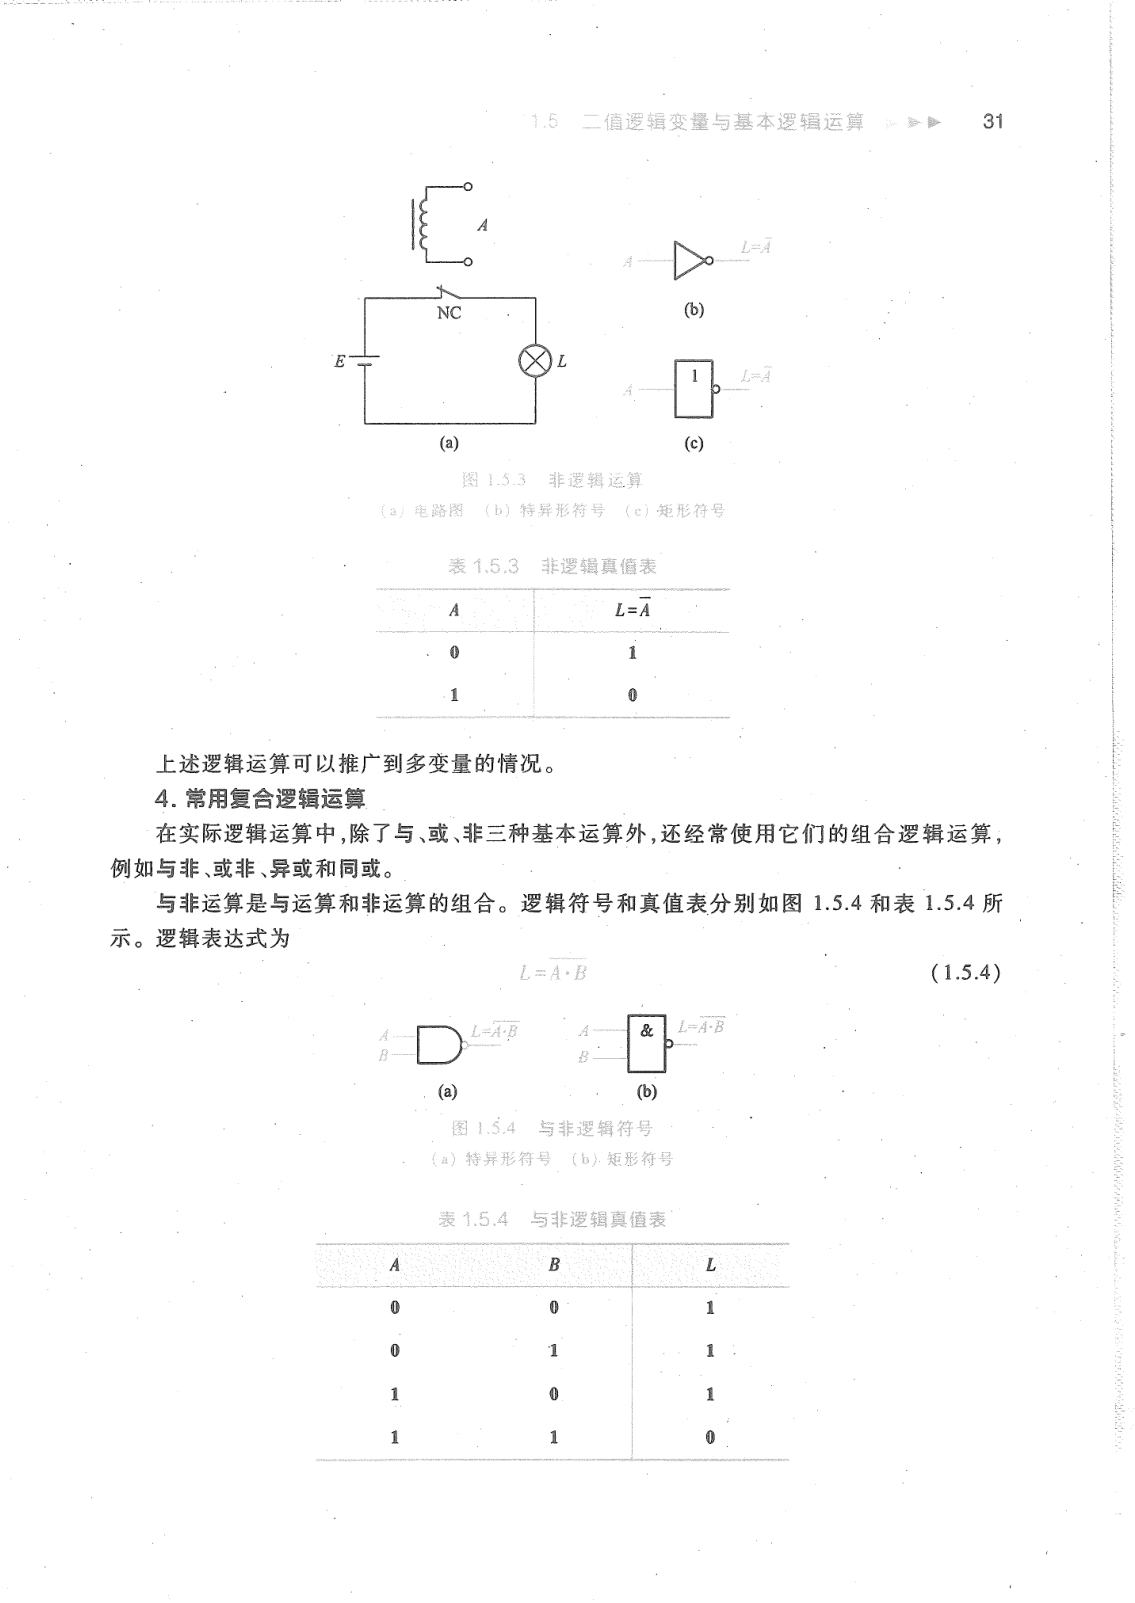 1.5 二值逻辑变量与基本逻辑运算 31
A
NC
E
L
(a)
A
L=A̅
(b)
1
A
L=A̅
(c)
图 1.5.3 非逻辑运算
(a) 电路图 (b) 特异形符号 (c) 矩形符号
表 1.5.3 非逻辑真值表
A L=A̅
0 1
1 0
上述逻辑运算可以推广到多变量的情况。
4. 常用复合逻辑运算
在实际逻辑运算中,除了与、或、非三种基本运算外,还经常使用它们的组合逻辑运算,
例如与非、或非、异或和同或。
与非运算是与运算和非运算的组合。逻辑符号和真值表分别如图 1.5.4 和表 1.5.4 所
示。逻辑表达式为
L=A̅·̅B̅ (1.5.4)
A
B
L=A̅·̅B̅
(a)
A
B
&
L=A̅·̅B̅
(b)
图 1.5.4 与非逻辑符号
(a) 特异形符号 (b) 矩形符号
表 1.5.4 与非逻辑真值表
A B L
0 0 1
0 1 1
1 0 1
1 1 0